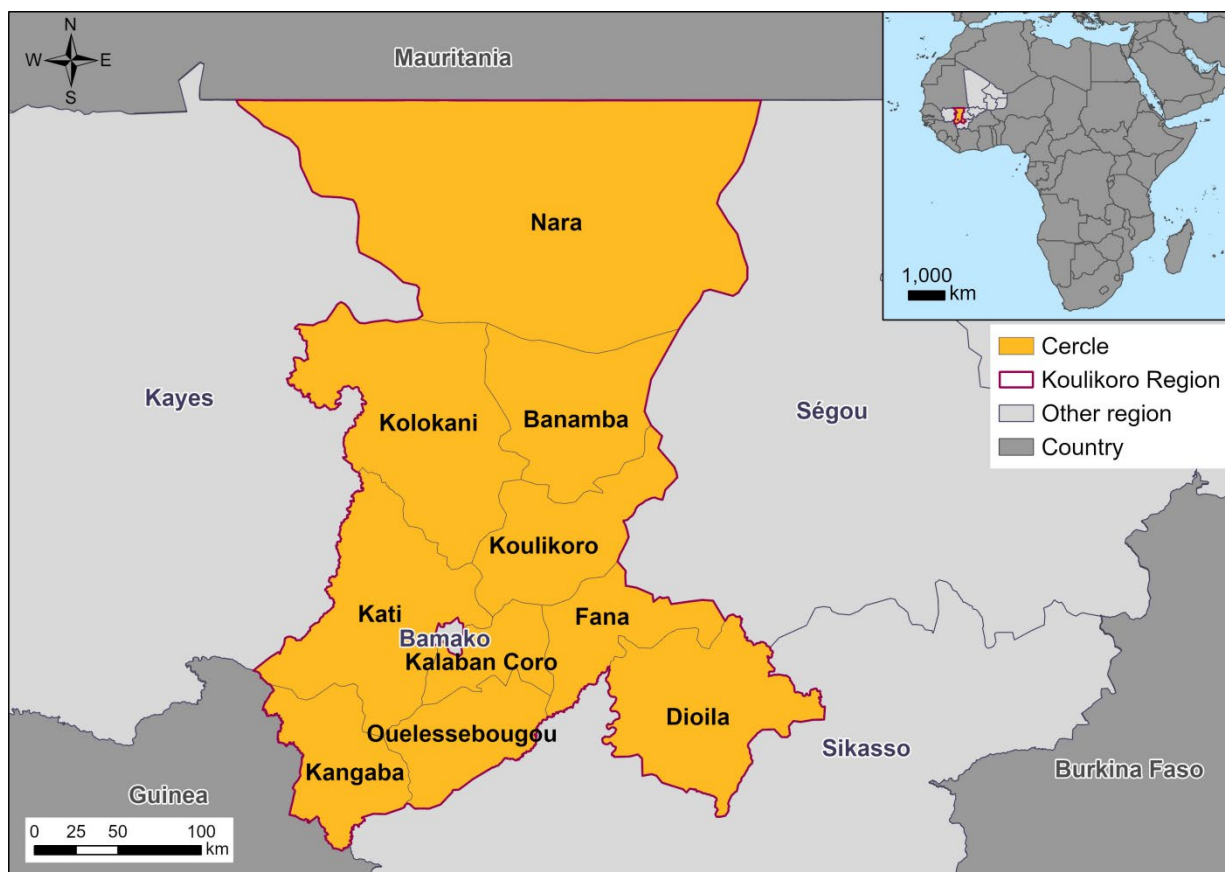 N
W E
S
Mauritania
1,000
km
Nara
Cercle
Koulikoro Region
Other region
Country
Kayes
Kolokani
Banamba
Ségou
Koulikoro
Kati
Fana
Bamako
Kalaban Coro
Dioila
Ouelessebougou
Sikasso
Kangaba
Burkina Faso
Guinea
0 25 50 100
km